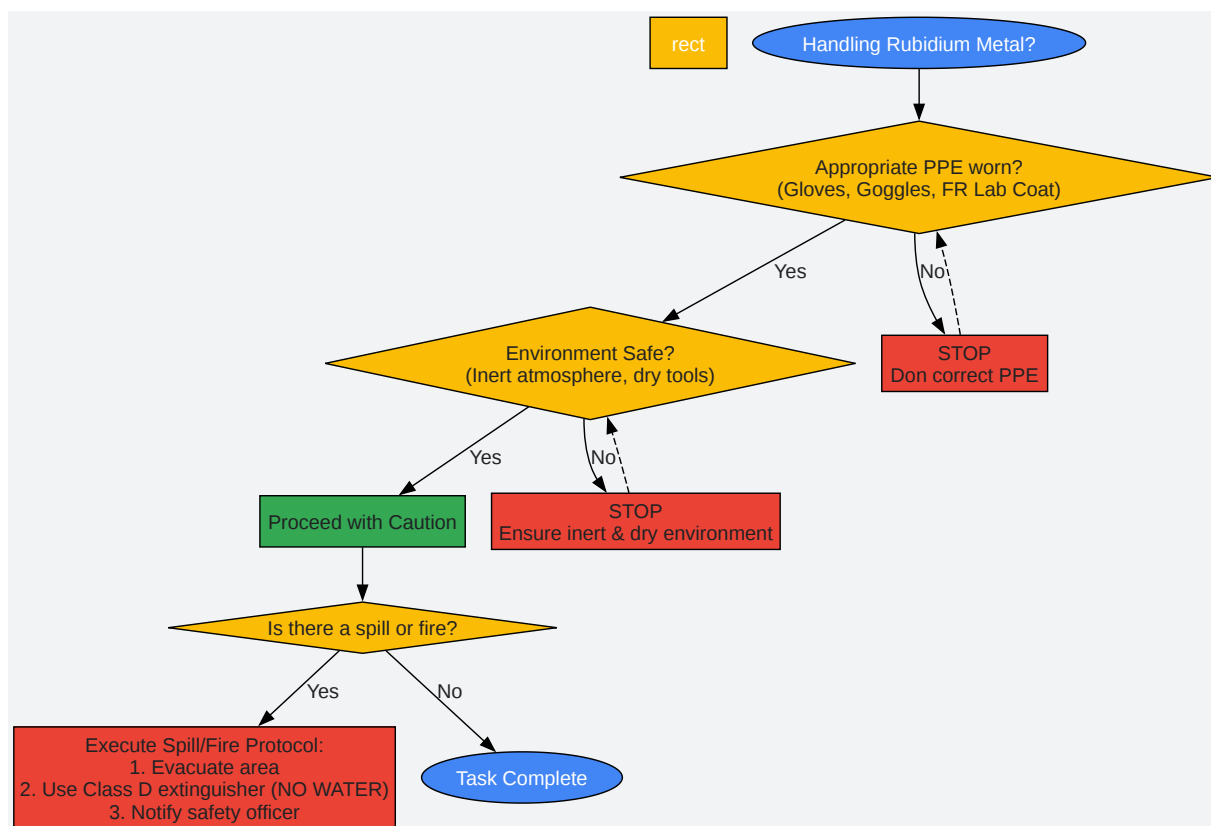 rect
Handling Rubidium Metal?
Appropriate PPE worn?
(Gloves, Goggles, FR Lab Coat)
Yes
No
Environment Safe?
(Inert atmosphere, dry tools)
STOP
Don correct PPE
Yes
No
Proceed with Caution
STOP
Ensure inert & dry environment
Is there a spill or fire?
Yes
No
Execute Spill/Fire Protocol:
1. Evacuate area
2. Use Class D extinguisher (NO WATER)
3. Notify safety officer
Task Complete